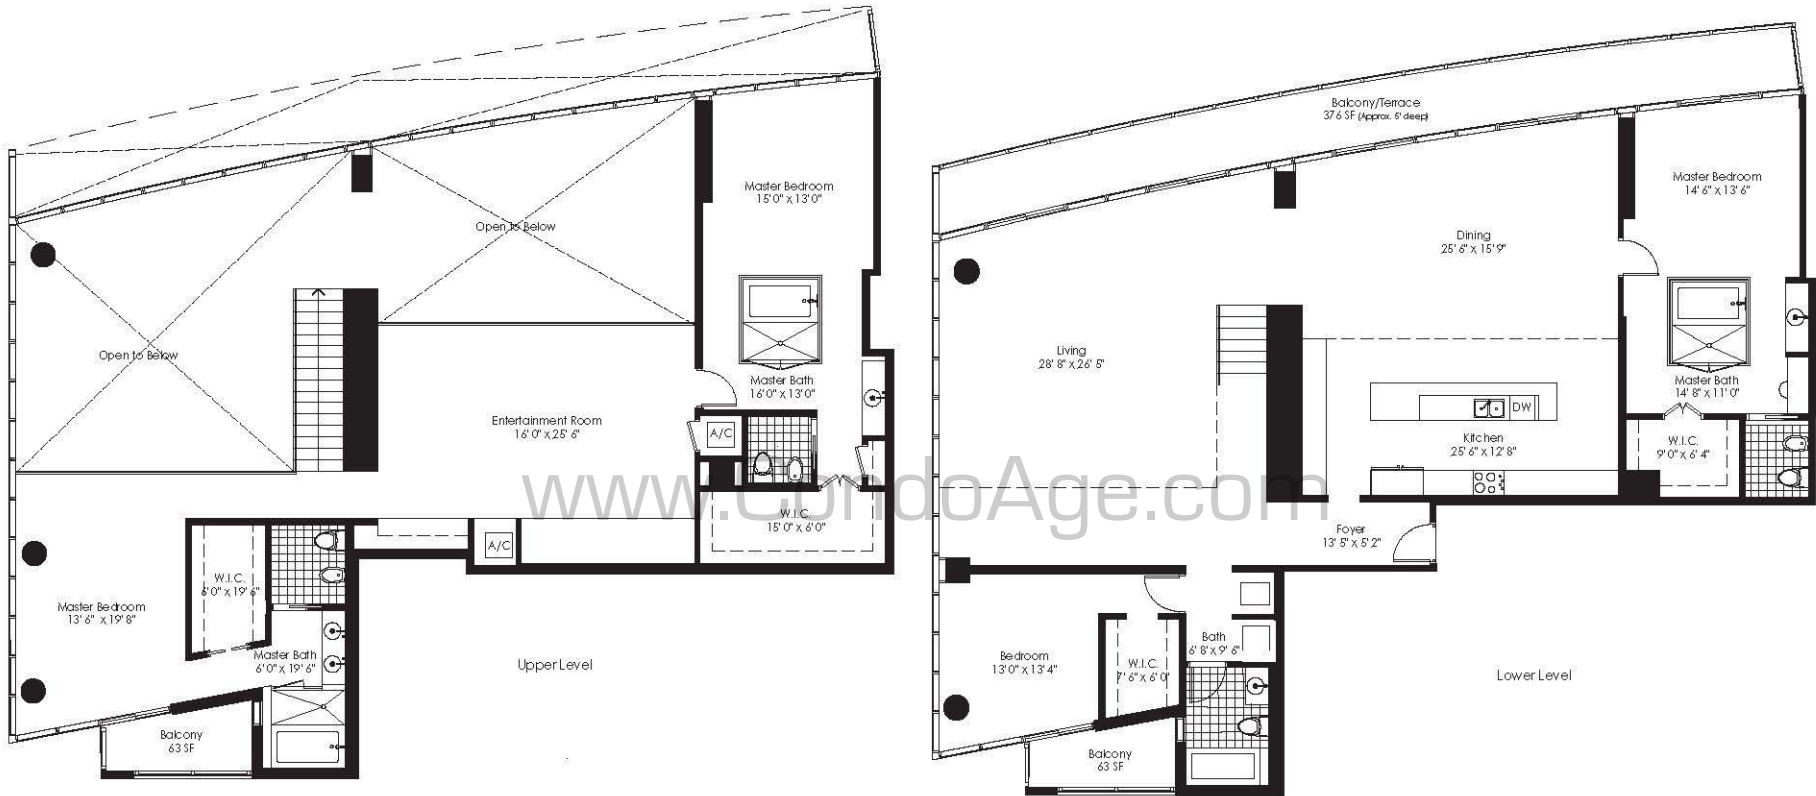 Master Bedroom
15'0" x 13'0"
Open to Below
Open to Below
Master Bath
16'0" x 13'0"
Entertainment Room
16'0" x 25'6"
A/C
W.I.C.
15'0" x 6'0"
A/C
W.I.C.
6'0" x 19'6"
Master Bedroom
13'6" x 19'8"
Master Bath
6'0" x 19'6"
Upper Level
Balcony
63 SF
Balcony/Terrace
376 SF (Approx. 5' deep)
Master Bedroom
14'6" x 13'6"
Dining
25'6" x 15'9"
Living
28'8" x 26'5"
Master Bath
14'8" x 11'0"
DW
Kitchen
25'6" x 12'8"
W.I.C.
9'0" x 6'4"
Foyer
13'5" x 5'2"
Bath
6'8" x 9'6"
Bedroom
13'0" x 13'4"
W.I.C.
7'6" x 6'0"
Lower Level
Balcony
63 SF
www.CondoAge.com